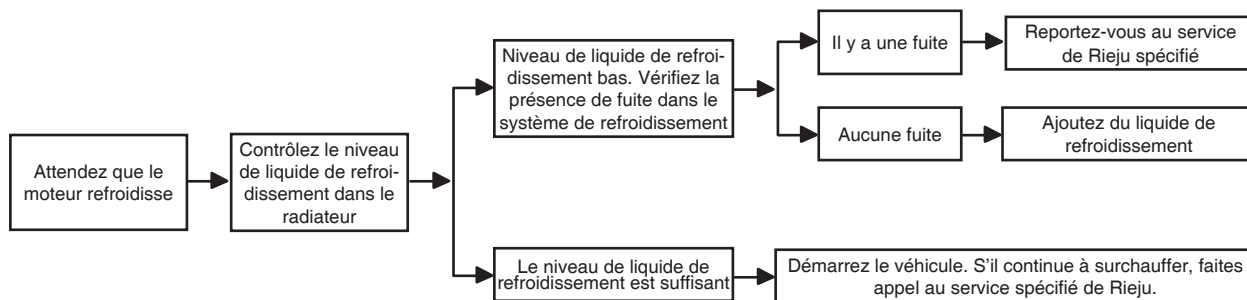 Attendez que le
moteur refroidisse
Contrôlez le niveau
de liquide de refroi-
dissement dans le
radiateur
Niveau de liquide de refroi-
dissement bas. Vérifiez la
présence de fuite dans le
système de refroidissement
Il y a une fuite
Reportez-vous au service
de Rieju spécifié
Aucune fuite
Ajoutez du liquide de
refroidissement
Le niveau de liquide de
refroidissement est suffisant
Démarrez le véhicule. S'il continue à surchauffer, faites
appel au service spécifié de Rieju.